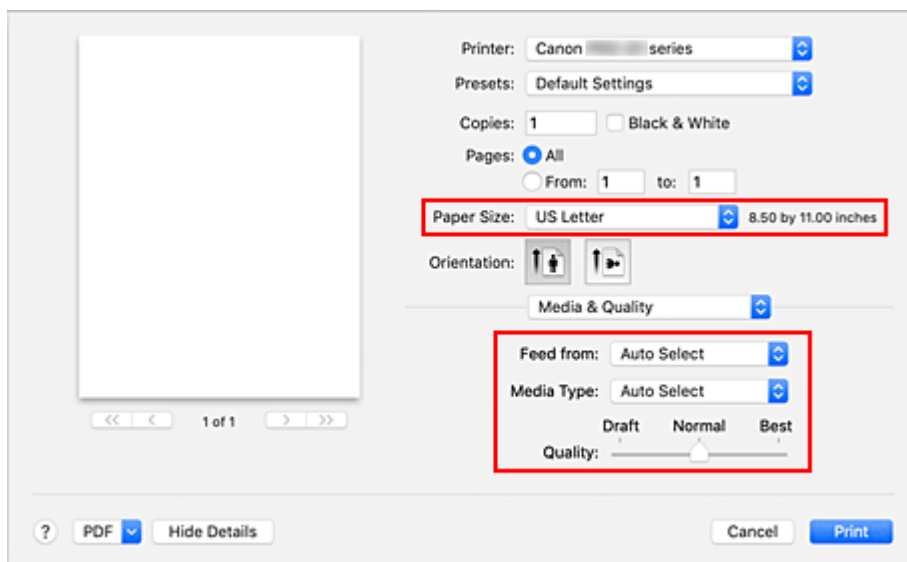 Printer: Canon series
Presets: Default Settings
Copies: 1 Black & White
Pages: All
From: 1 to: 1
Paper Size: US Letter 8.50 by 11.00 inches
Orientation:
Media & Quality
Feed from: Auto Select
Media Type: Auto Select
Draft Normal Best
Quality:
<< < 1 of 1 > >>
? PDF Hide Details Cancel Print